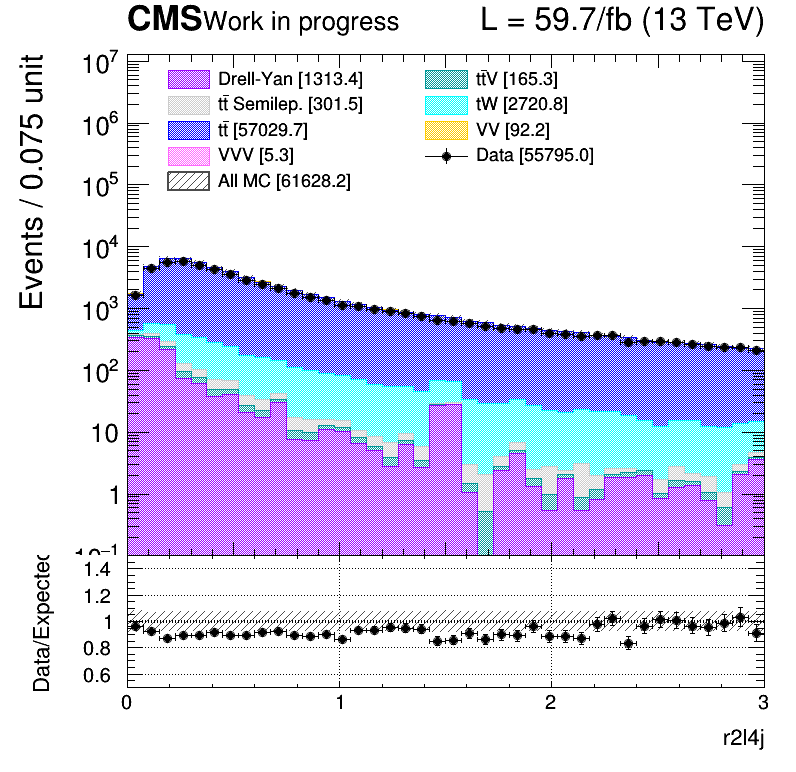 CMS Work in progress L = 59.7/fb (13 TeV)
Events / 0.075 unit
10⁷
10⁶
10⁵
10⁴
10³
10²
10
1
10⁻¹
Drell-Yan [1313.4]
tt̄ Semilep. [301.5]
tt̄ [57029.7]
VVV [5.3]
All MC [61628.2]
tt̄V [165.3]
tW [2720.8]
VV [92.2]
Data [55795.0]
Data/Expected
1.4
1.2
1
0.8
0.6
0 1 2 3
r2l4j